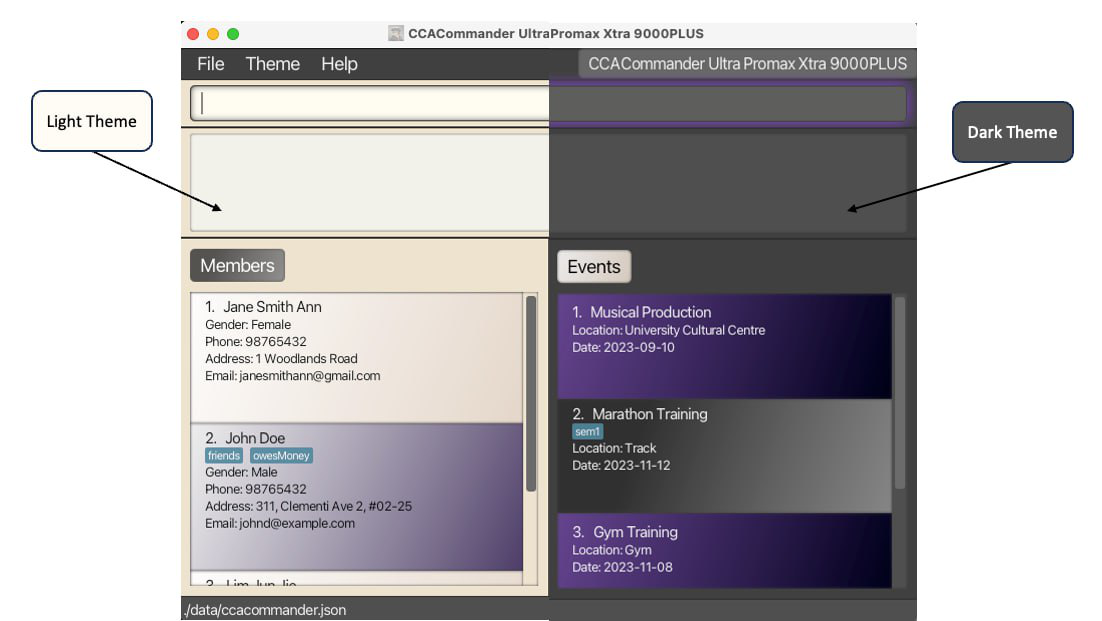 CCACommander UltraPromax Xtra 9000PLUS
File Theme Help
CCACommander Ultra Promax Xtra 9000PLUS
Light Theme
Dark Theme
Members
1. Jane Smith Ann
Gender: Female
Phone: 98765432
Address: 1 Woodlands Road
Email: janesmithann@gmail.com
2. John Doe
friends owesMoney
Gender: Male
Phone: 98765432
Address: 311, Clementi Ave 2, #02-25
Email: johnd@example.com
3. Lim Jun Jie
Events
1. Musical Production
Location: University Cultural Centre
Date: 2023-09-10
2. Marathon Training
sem1
Location: Track
Date: 2023-11-12
3. Gym Training
Location: Gym
Date: 2023-11-08
./data/ccacommander.json